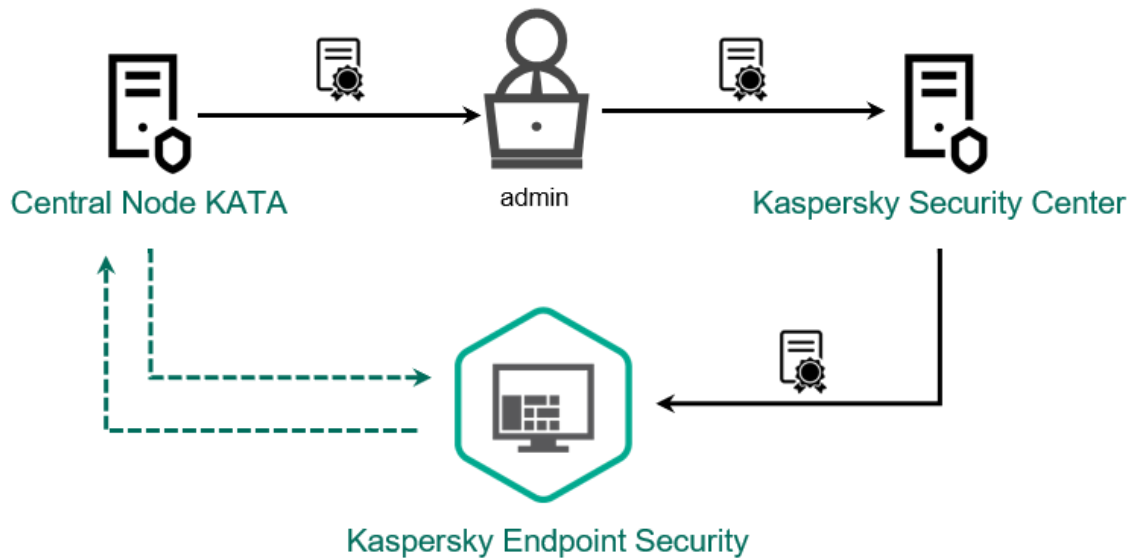 admin
Central Node KATA
Kaspersky Security Center
Kaspersky Endpoint Security